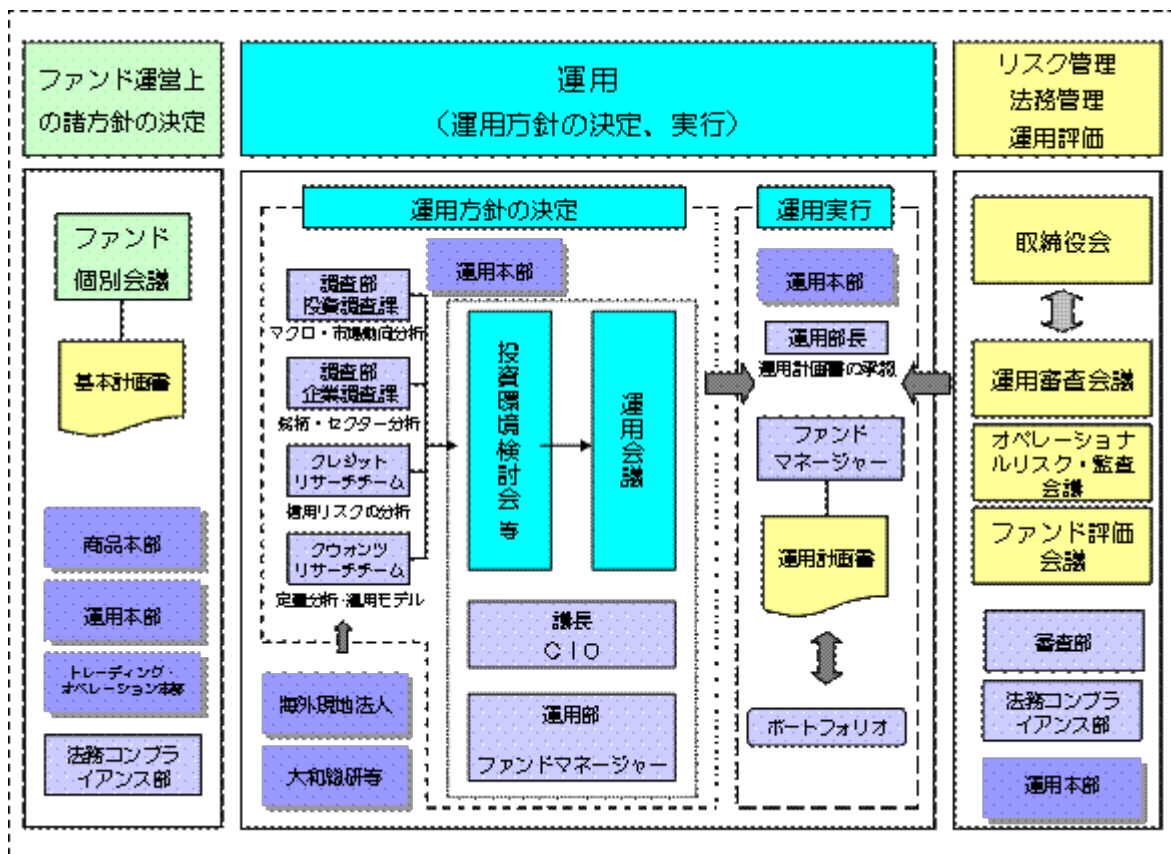 ファンド運営上
の諸方針の決定
運用
（運用方針の決定、実行）
リスク管理
法務管理
運用評価
ファンド
個別会議
基本計画書
商品本部
運用本部
トレーディング・
オペレーション本部
法務コンプラ
イアンス部
運用方針の決定
運用本部
調査部
投資調査課
マクロ・市場動向分析
調査部
企業調査課
銘柄・セクター分析
クレジット
リサーチチーム
信用リスクの分析
クウォンツ
リサーチチーム
定量分析・運用モデル
海外現地法人
大和総研等
投資環境検討会 等
運用会議
議長
ＣＩＯ
運用部
ファンドマネージャー
運用実行
運用本部
運用部長
運用計画書の承認
ファンド
マネージャー
運用計画書
ポートフォリオ
取締役会
運用審査会議
オペレーショナ
ルリスク・監査
会議
ファンド評価
会議
審査部
法務コンプラ
イアンス部
運用本部